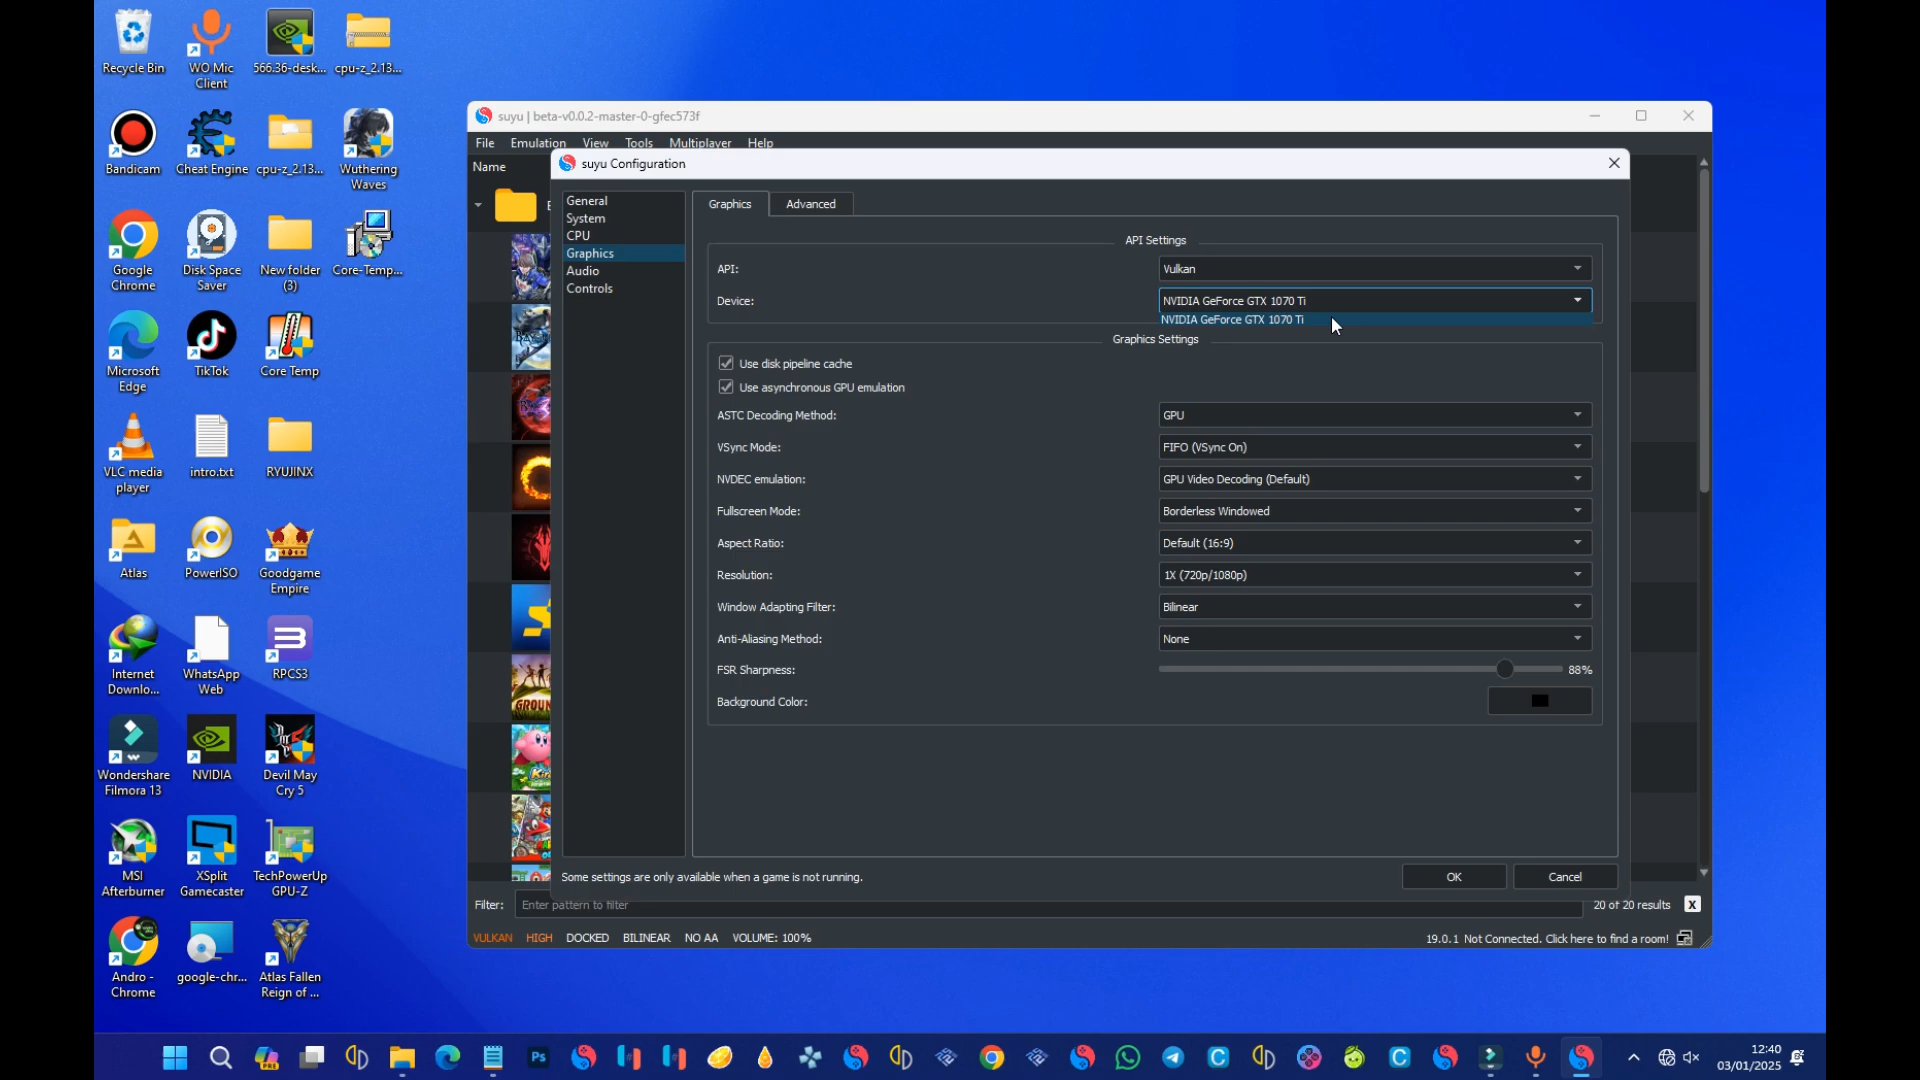 Recycle Bin
WO Mic
Client
566.36-desk...
cpu-z_2.13...
Bandicam
Cheat Engine
cpu-z_2.13...
Wuthering
Waves
Google
Chrome
Disk Space
Saver
New folder
(3)
Core-Temp...
Microsoft
Edge
TikTok
Core Temp
VLC media
player
intro.txt
RYUJINX
Atlas
PowerISO
Goodgame
Empire
Internet
Downlo...
WhatsApp
Web
RPCS3
Wondershare
Filmora 13
NVIDIA
Devil May
Cry 5
MSI
Afterburner
XSplit
Gamecaster
TechPowerUp
GPU-Z
Andro -
Chrome
google-chr...
Atlas Fallen
Reign of ...
suyu | beta-v0.0.2-master-0-gfec573f
File Emulation View Tools Multiplayer Help
Name
suyu Configuration
General
System
CPU
Graphics
Audio
Controls
Graphics Advanced
API Settings
API: Vulkan
Device: NVIDIA GeForce GTX 1070 Ti
NVIDIA GeForce GTX 1070 Ti
Graphics Settings
Use disk pipeline cache
Use asynchronous GPU emulation
ASTC Decoding Method: GPU
VSync Mode: FIFO (VSync On)
NVDEC emulation: GPU Video Decoding (Default)
Fullscreen Mode: Borderless Windowed
Aspect Ratio: Default (16:9)
Resolution: 1X (720p/1080p)
Window Adapting Filter: Bilinear
Anti-Aliasing Method: None
FSR Sharpness: 88%
Background Color:
Some settings are only available when a game is not running.
OK Cancel
Filter: Enter pattern to filter 20 of 20 results X
VULKAN HIGH DOCKED BILINEAR NO AA VOLUME: 100% 19.0.1 Not Connected. Click here to find a room!
PRE
Ps
12:40
03/01/2025